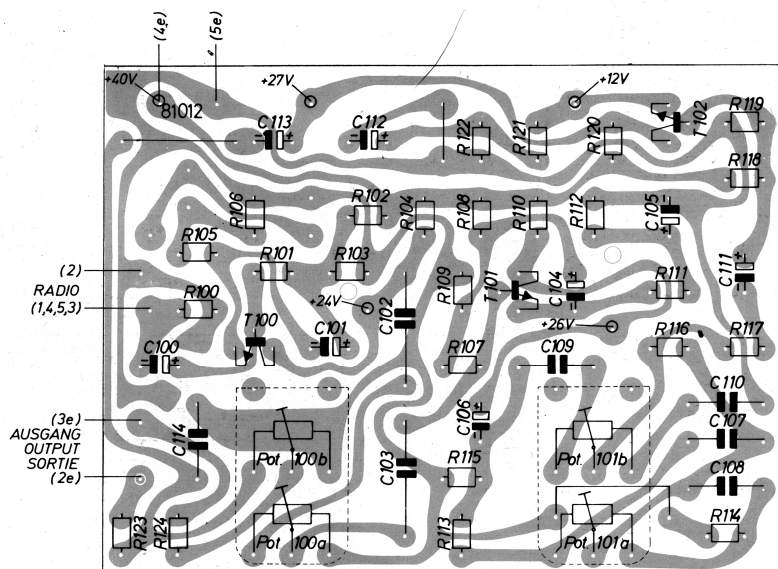 (4e)
(5e)
+40V
+27V
+12V
81012
C113
C112
R122
R121
R120
T102
R119
R118
R106
R102
R104
R108
R110
R112
C105
R105
R101
R103
R109
T101
C104
R111
C111
(2)
RADIO
(1,4,5,3)
R100
+24V
C102
+26V
T100
C101
C100
R107
C109
R116
R117
C110
(3e)
AUSGANG
OUTPUT
SORTIE
(2e)
C114
C106
C107
Pot. 100b
C103
R115
Pot. 101b
C108
R123
R124
Pot. 100a
R113
Pot. 101a
R114